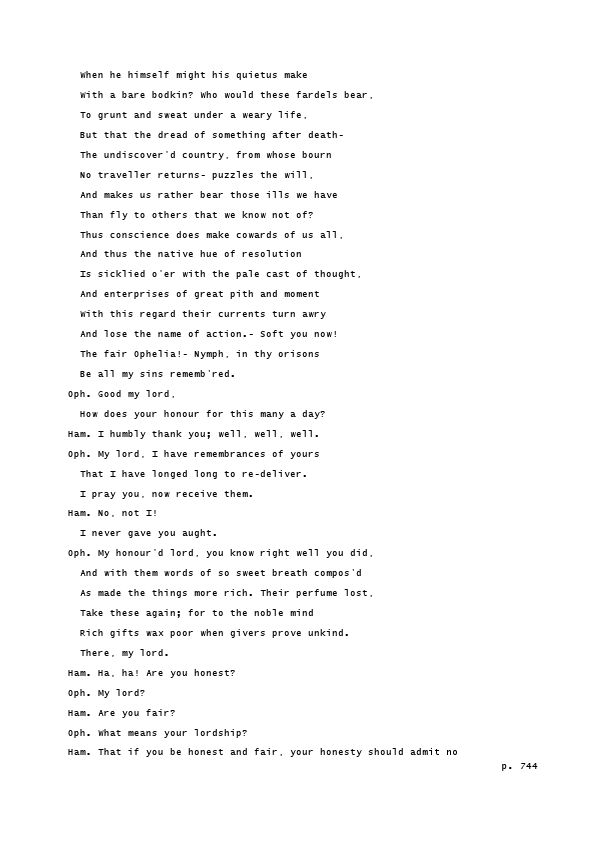 When he himself might his quietus make
With a bare bodkin? Who would these fardels bear,
To grunt and sweat under a weary life,
But that the dread of something after death-
The undiscover'd country, from whose bourn
No traveller returns- puzzles the will,
And makes us rather bear those ills we have
Than fly to others that we know not of?
Thus conscience does make cowards of us all,
And thus the native hue of resolution
Is sicklied o'er with the pale cast of thought,
And enterprises of great pith and moment
With this regard their currents turn awry
And lose the name of action.- Soft you now!
The fair Ophelia!- Nymph, in thy orisons
Be all my sins rememb'red.
Oph. Good my lord,
How does your honour for this many a day?
Ham. I humbly thank you; well, well, well.
Oph. My lord, I have remembrances of yours
That I have longed long to re-deliver.
I pray you, now receive them.
Ham. No, not I!
I never gave you aught.
Oph. My honour'd lord, you know right well you did,
And with them words of so sweet breath compos'd
As made the things more rich. Their perfume lost,
Take these again; for to the noble mind
Rich gifts wax poor when givers prove unkind.
There, my lord.
Ham. Ha, ha! Are you honest?
Oph. My lord?
Ham. Are you fair?
Oph. What means your lordship?
Ham. That if you be honest and fair, your honesty should admit no
p. 744